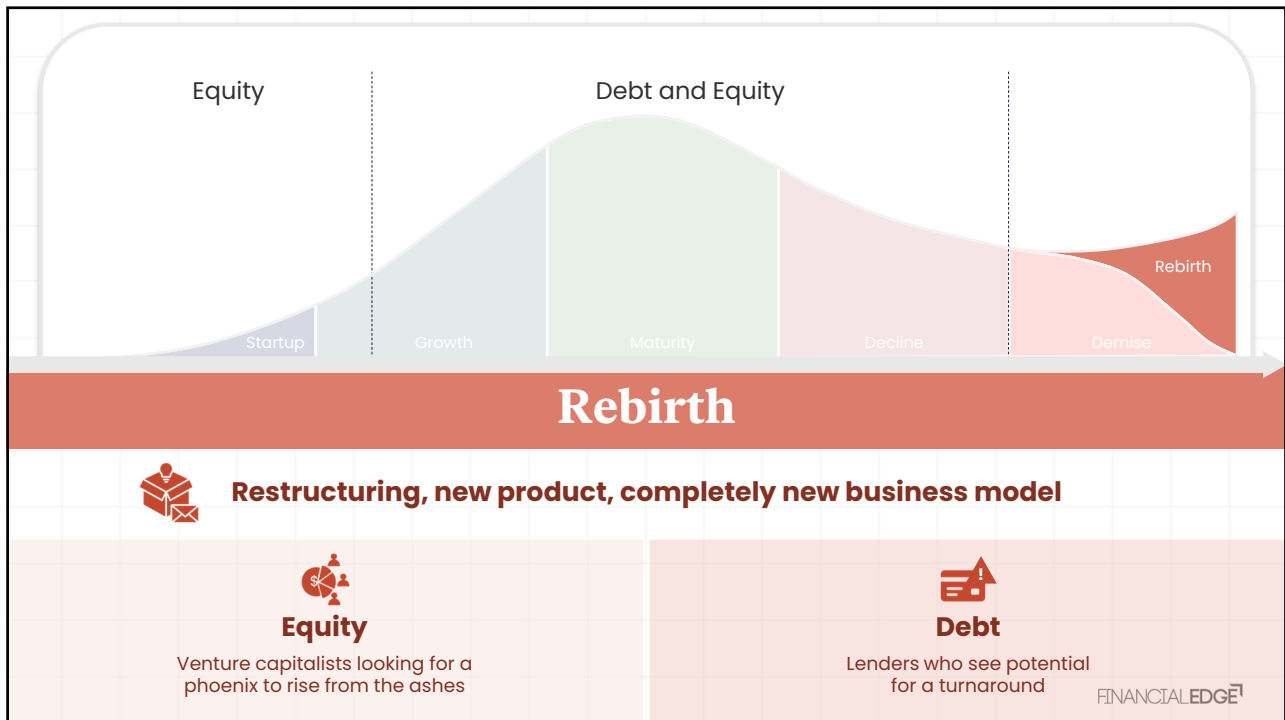 Equity
Debt and Equity
Rebirth
Startup
Growth
Maturity
Decline
Demise
Rebirth
Restructuring, new product, completely new business model
$
!
Equity
Debt
Venture capitalists looking for a
phoenix to rise from the ashes
Lenders who see potential
for a turnaround
FINANCIALEDGE